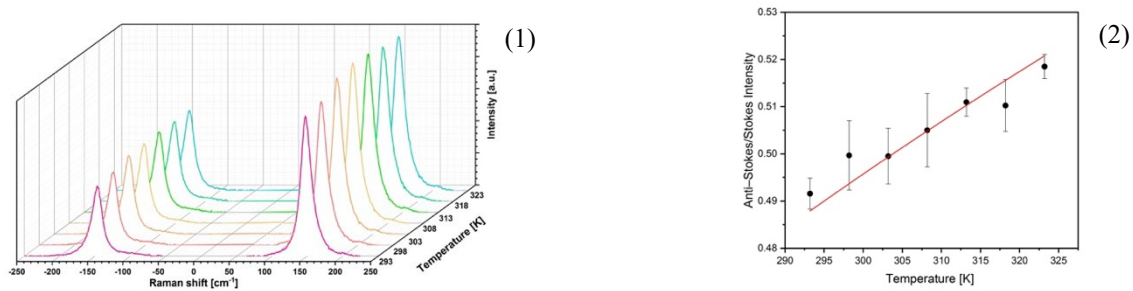 (1)
Intensity [a.u.]
-250 -200 -150 -100 -50 0 50 100 150 200 250
Raman shift [cm⁻¹]
293
298
303
308
313
318
323
Temperature [K]
(2)
0.53
0.52
0.51
0.50
0.49
0.48
Anti–Stokes/Stokes Intensity
290 295 300 305 310 315 320 325
Temperature [K]